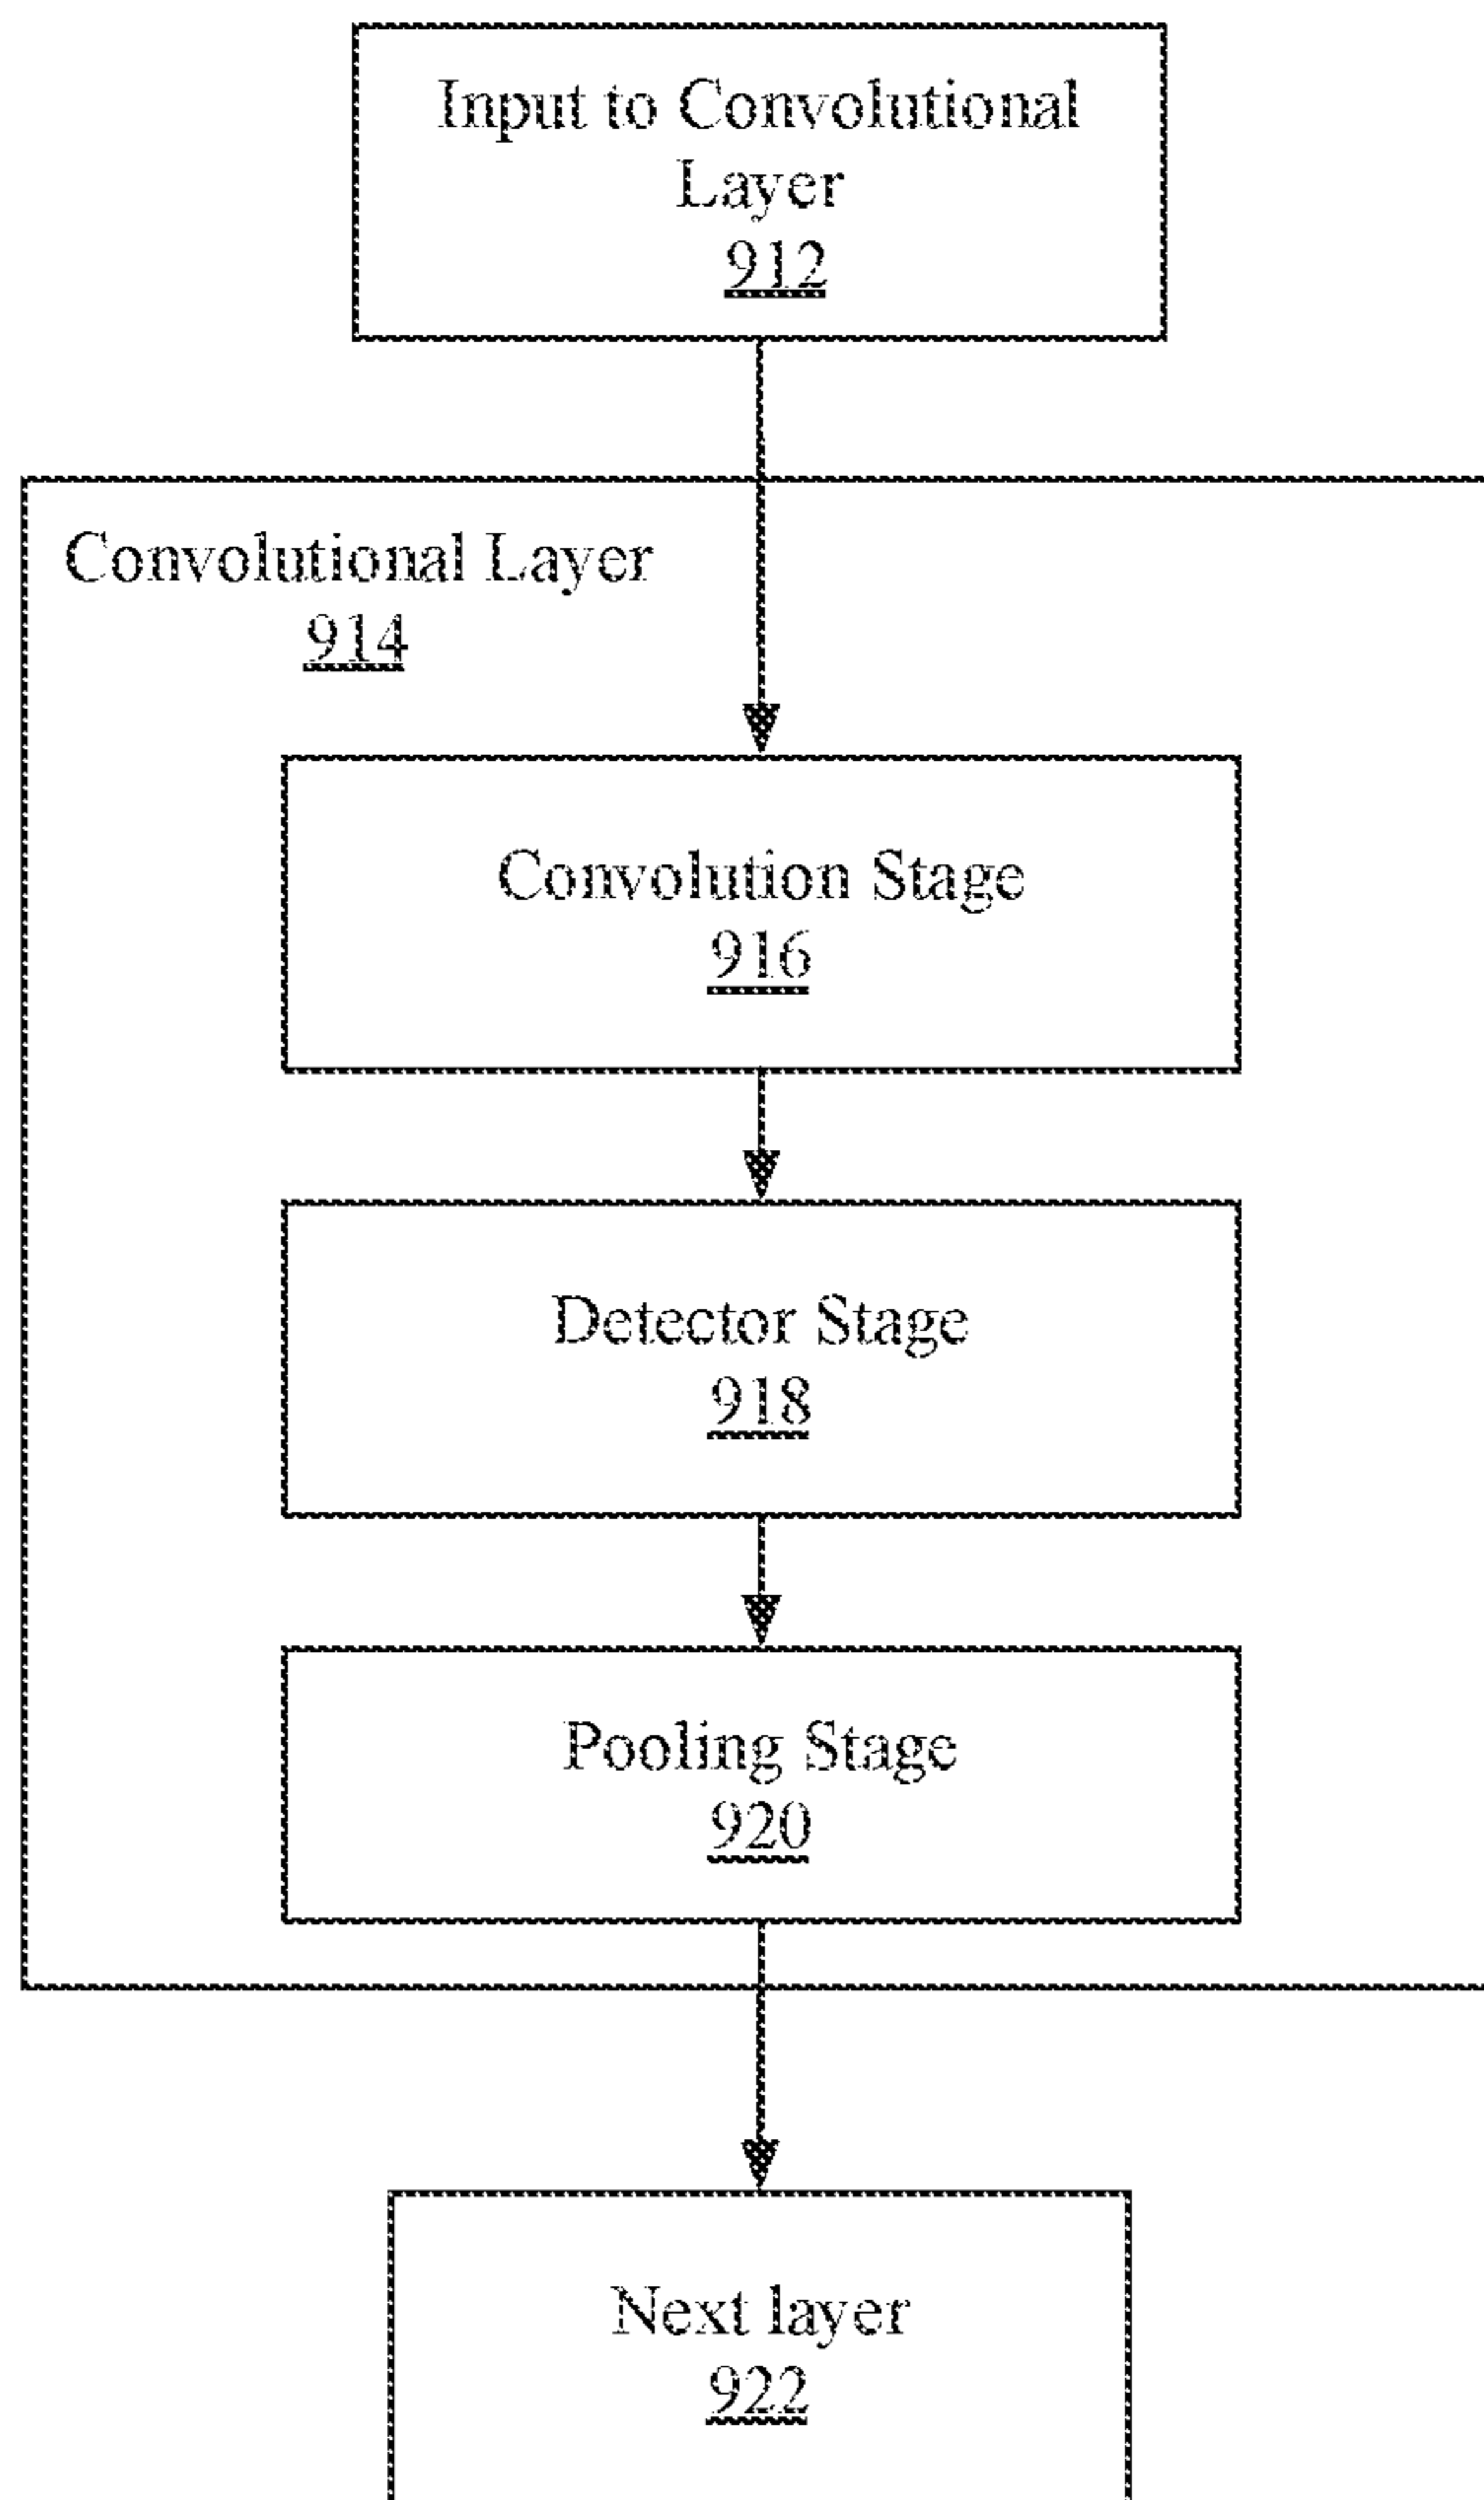 Input to Convolutional
Layer
912
Convolutional Layer
914
Convolution Stage
916
Detector Stage
918
Pooling Stage
920
Next layer
922